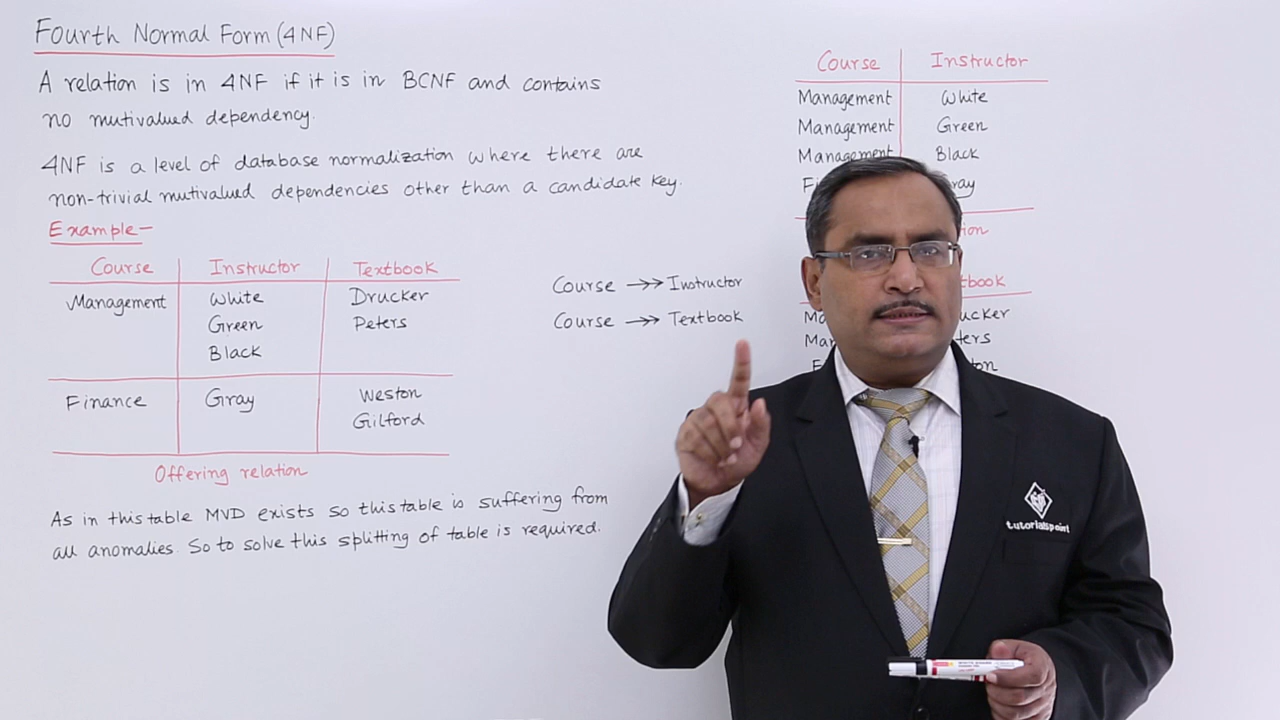 Fourth Normal Form (4NF)
A relation is in 4NF if it is in BCNF and contains
no mutivalued dependency.
4NF is a level of database normalization where there are
non-trivial mutivalued dependencies other than a candidate key.
Example-
Course Instructor Textbook
Management White Drucker
Green Peters
Black
Finance Gray Weston
Gilford
Offering relation
As in this table MVD exists so this table is suffering from
all anomalies. So to solve this splitting of table is required.
Course →→ Instructor
Course →→ Textbook
Course Instructor
Management White
Management Green
Management Black
tutorialspoint